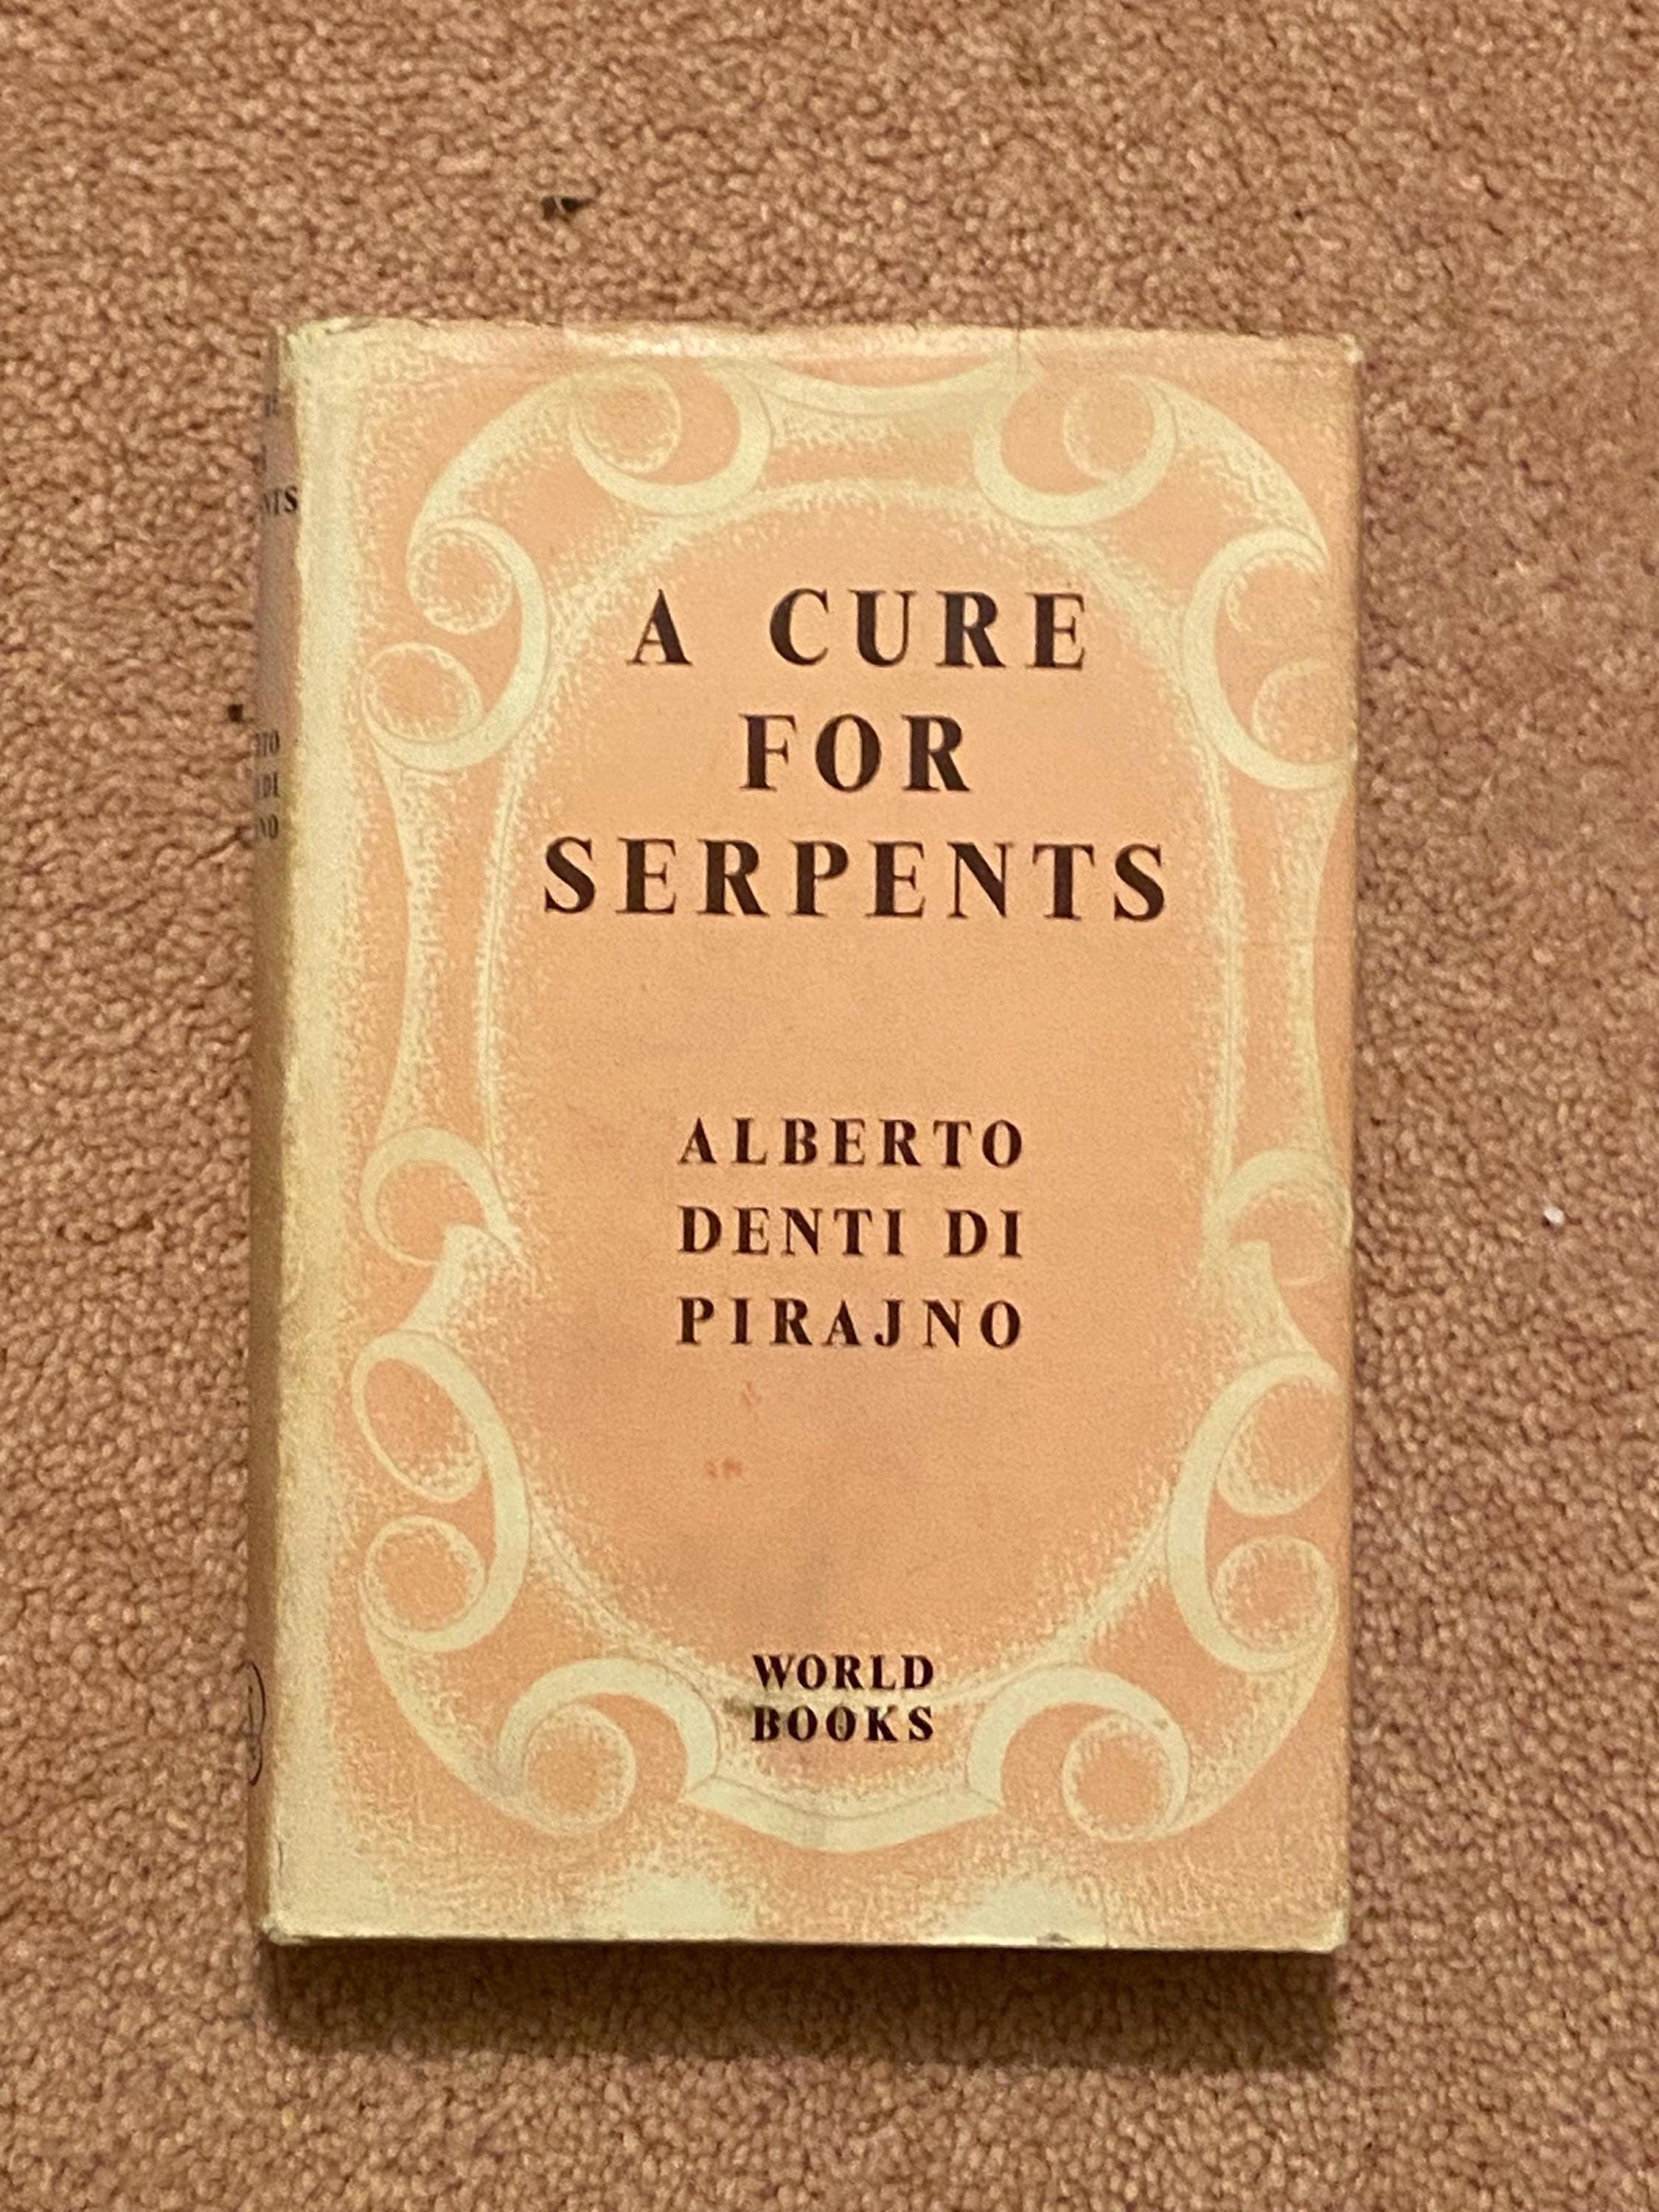 A CURE
FOR
SERPENTS
ALBERTO
DENTI DI
PIRAJNO
WORLD
BOOKS